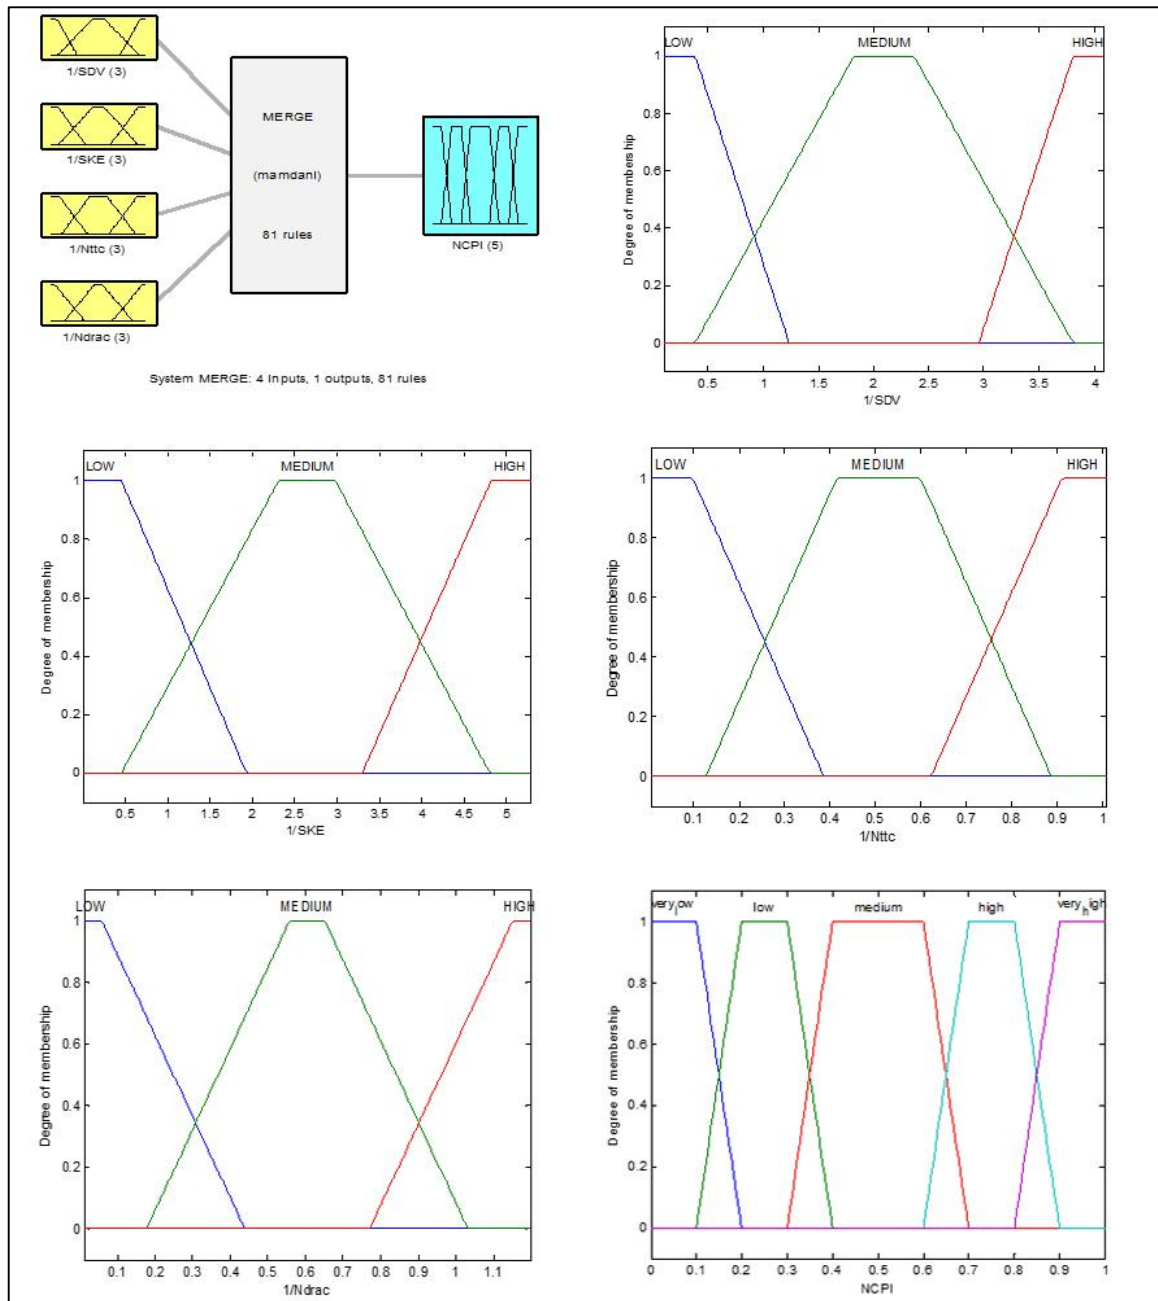 1/SDV (3)
1/SKE (3)
1/Nttc (3)
1/Ndrac (3)
MERGE
(mamdani)
81 rules
NCPI (5)
System MERGE: 4 inputs, 1 outputs, 81 rules
LOW MEDIUM HIGH
1
0.8
0.6
0.4
0.2
0
Degree of membership
0.5 1 1.5 2 2.5 3 3.5 4
1/SDV
LOW MEDIUM HIGH
1
0.8
0.6
0.4
0.2
0
Degree of membership
0.5 1 1.5 2 2.5 3 3.5 4 4.5 5
1/SKE
LOW MEDIUM HIGH
1
0.8
0.6
0.4
0.2
0
Degree of membership
0.1 0.2 0.3 0.4 0.5 0.6 0.7 0.8 0.9 1
1/Nttc
LOW MEDIUM HIGH
1
0.8
0.6
0.4
0.2
0
Degree of membership
0.1 0.2 0.3 0.4 0.5 0.6 0.7 0.8 0.9 1 1.1
1/Ndrac
very_low low medium high very_high
1
0.8
0.6
0.4
0.2
0
Degree of membership
0 0.1 0.2 0.3 0.4 0.5 0.6 0.7 0.8 0.9 1
NCPI